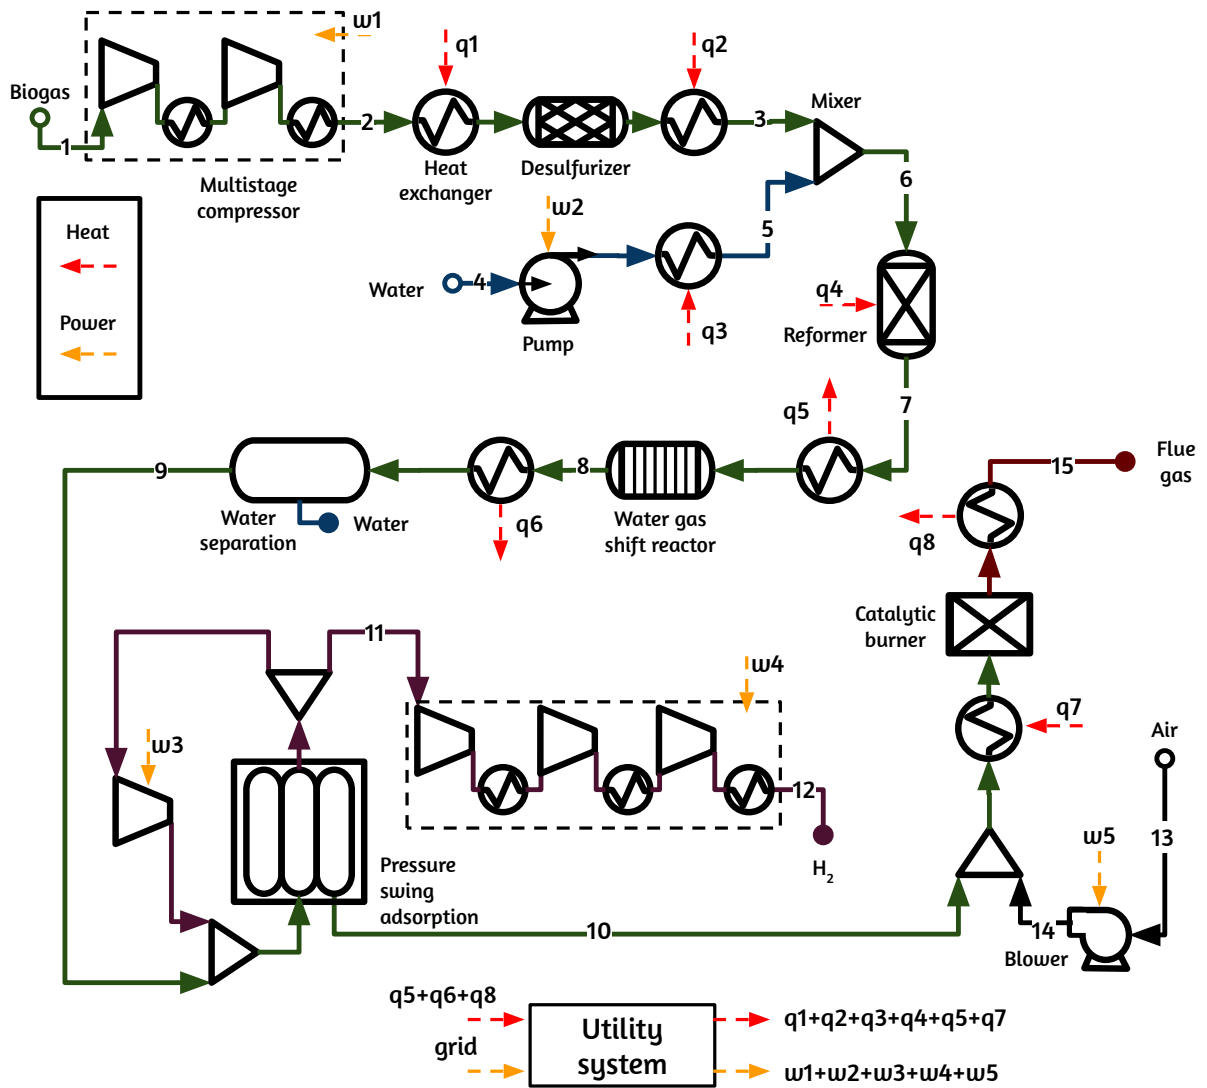 w1
q1
q2
Biogas
Mixer
1
2
3
Heat
exchanger
Desulfurizer
Multistage
compressor
6
w2
5
Heat
Water
4
q4
Power
q3
Reformer
Pump
7
q5
9
8
15
Flue
gas
Water
separation
Water
q6
Water gas
shift reactor
q8
Catalytic
burner
11
w4
q7
w3
Air
12
13
w5
Pressure
swing
adsorption
H2
10
14
Blower
q5+q6+q8
q1+q2+q3+q4+q5+q7
Utility
system
grid
w1+w2+w3+w4+w5